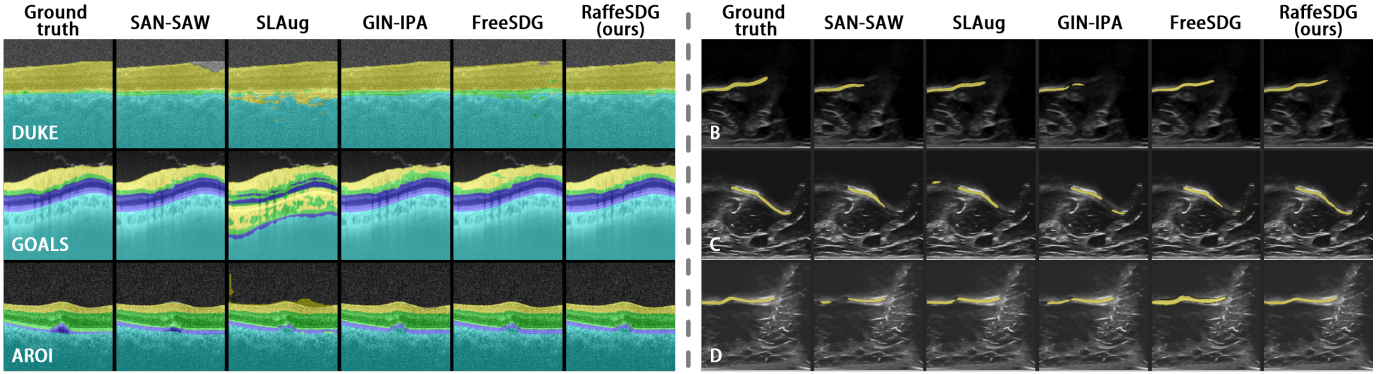 Ground truth SAN-SAW SLAug GIN-IPA FreeSDG RaffeSDG (ours)
DUKE
GOALS
AROI
Ground truth SAN-SAW SLAug GIN-IPA FreeSDG RaffeSDG (ours)
B
C
D